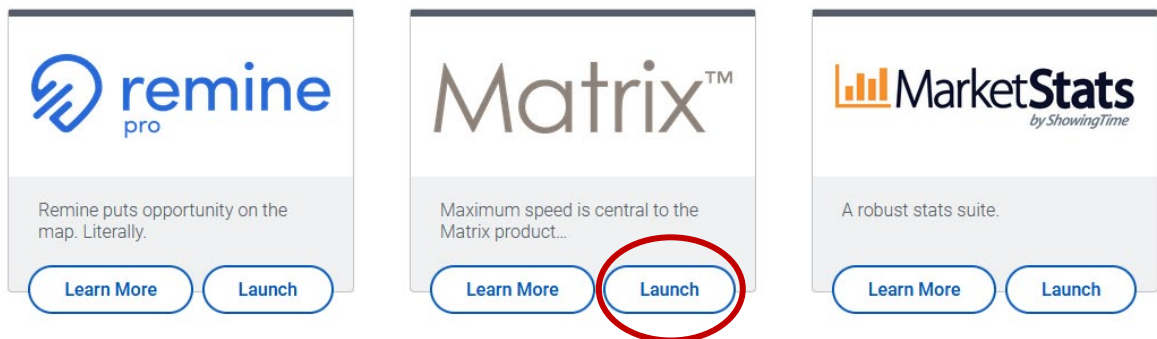 remine
pro
Remine puts opportunity on the
map. Literally.
Learn More
Launch
Matrix™
Maximum speed is central to the
Matrix product...
Learn More
Launch
MarketStats
by ShowingTime
A robust stats suite.
Learn More
Launch